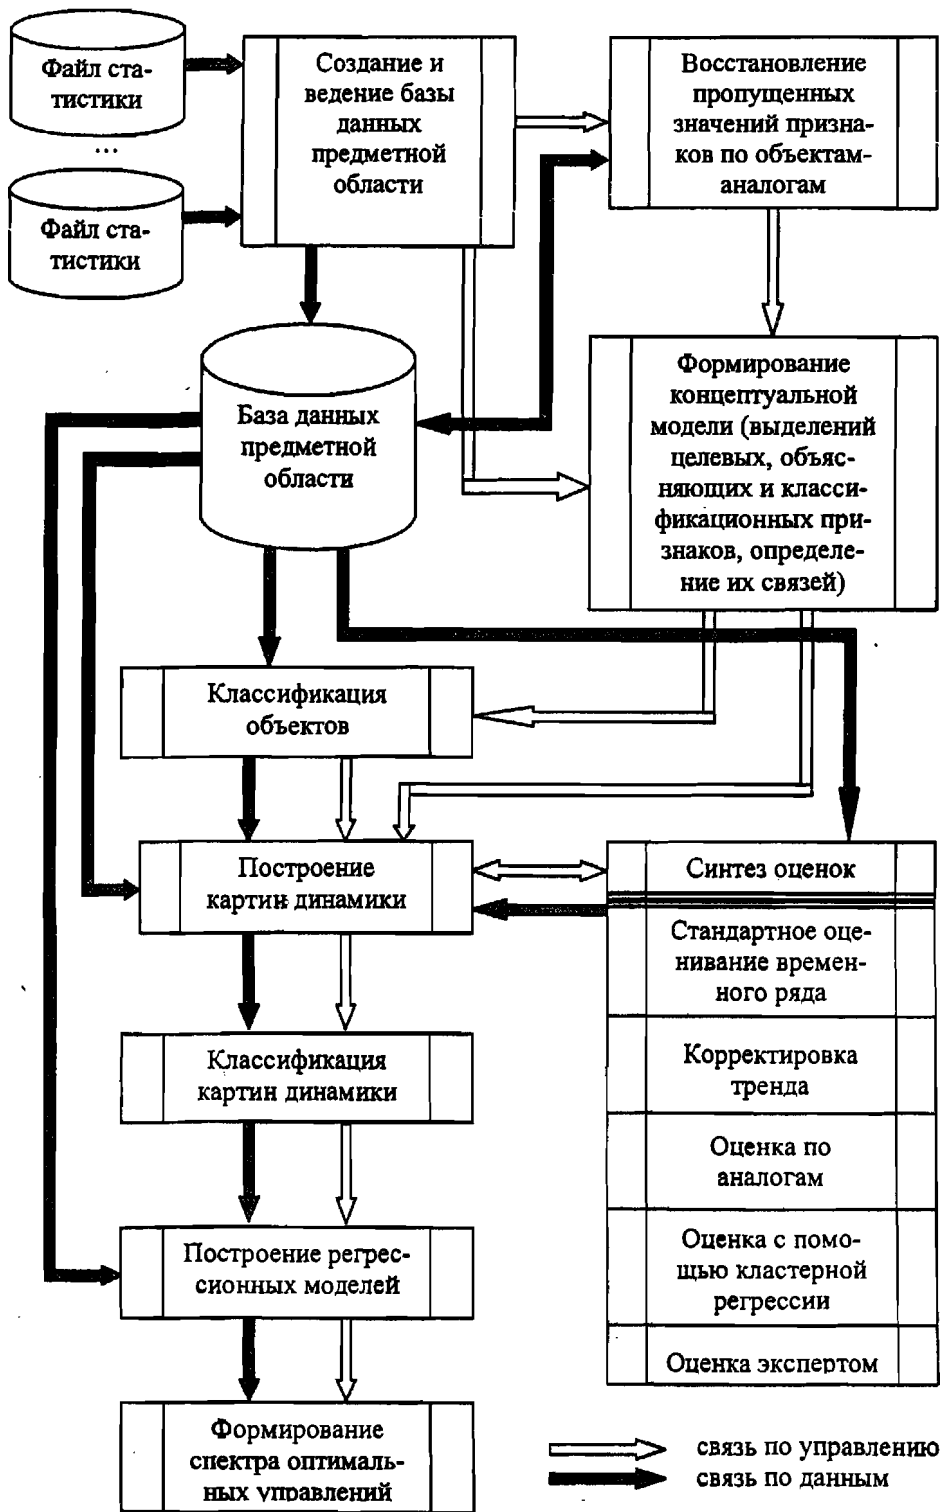 Файл ста-
тистики
...
Файл ста-
тистики
Создание и
ведение базы
данных
предметной
области
Восстановление
пропущенных
значений призна-
ков по объектам-
аналогам
База данных
предметной
области
Формирование
концептуальной
модели (выделений
целевых, объяс-
няющих и класси-
фикационных при-
знаков, определе-
ние их связей)
Классификация
объектов
Построение
картин динамики
Классификация
картин динамики
Построение регрес-
сионных моделей
Формирование
спектра оптималь-
ных управлений
Синтез оценок
Стандартное оце-
нивание времен-
ного ряда
Корректировка
тренда
Оценка по
аналогам
Оценка с помо-
щью кластерной
регрессии
Оценка экспертом
связь по управлению
связь по данным